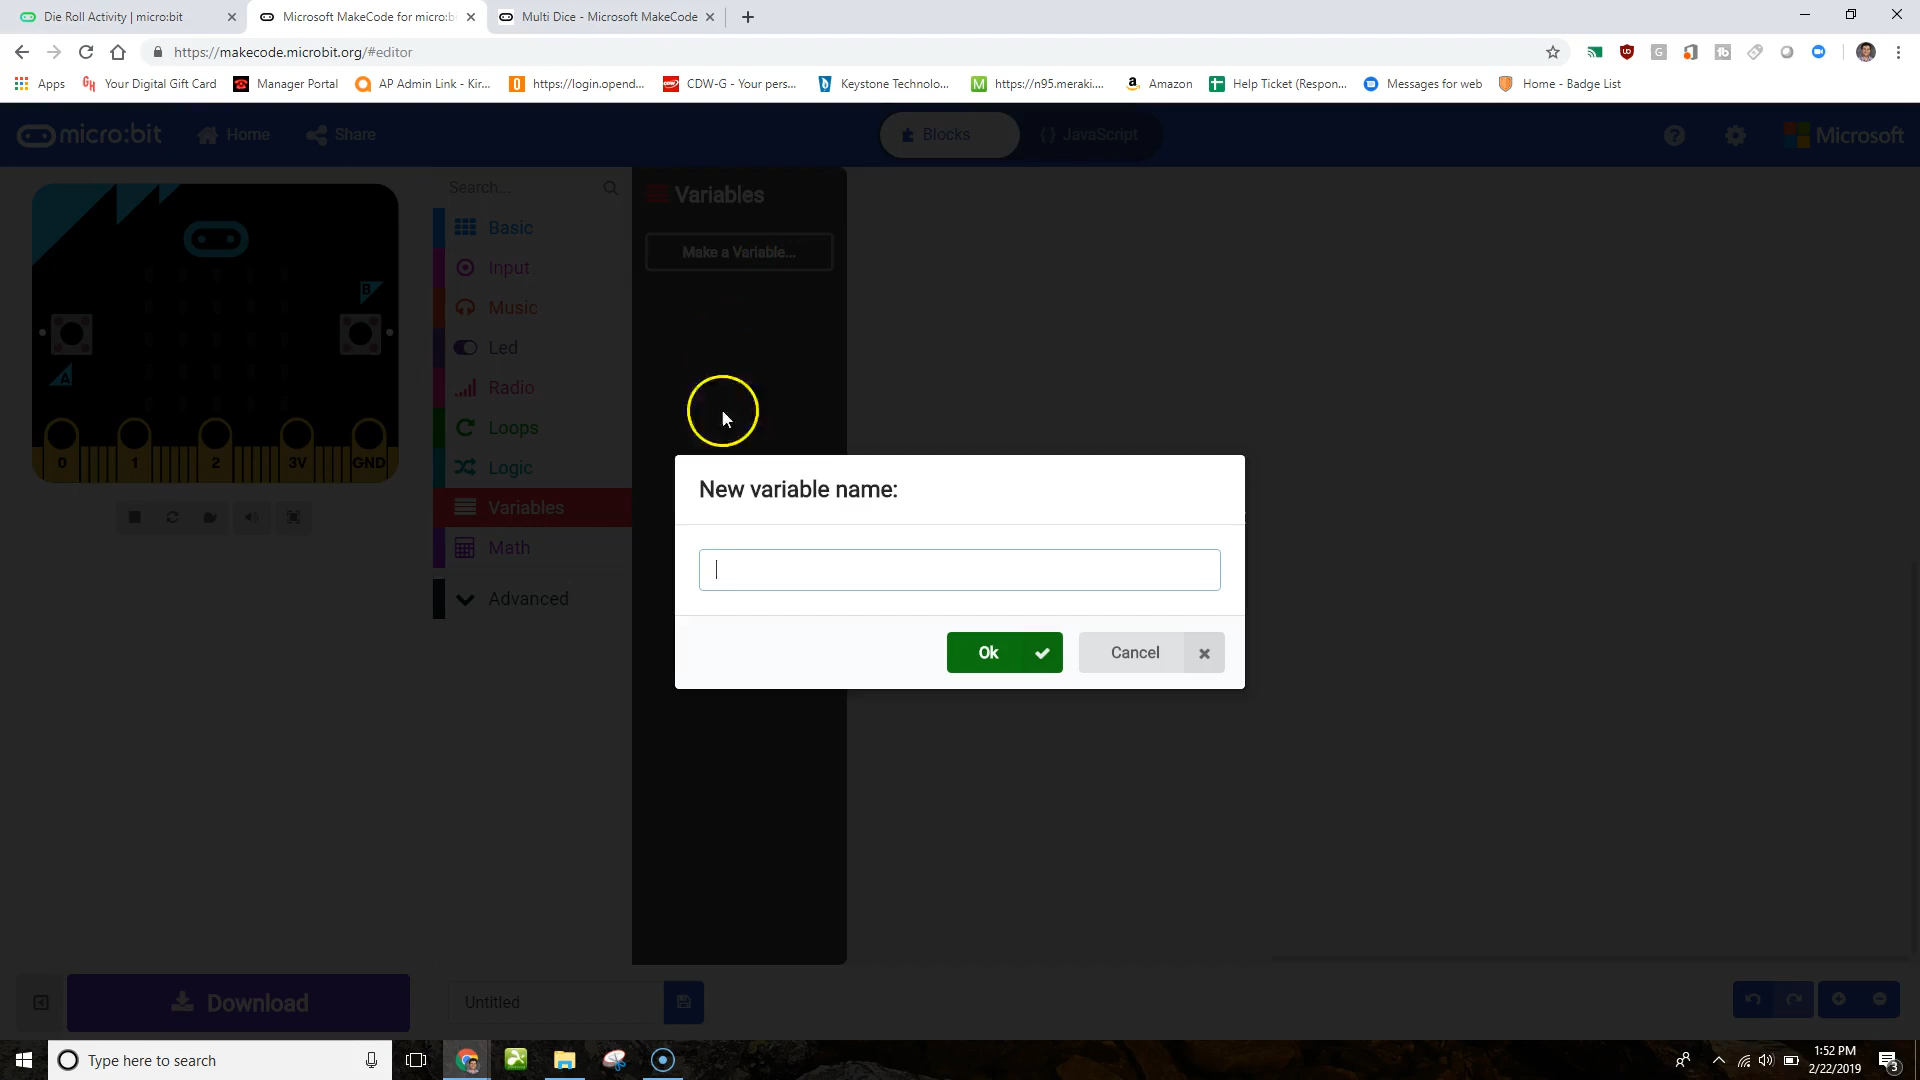 Die Roll Activity | micro:bit
Microsoft MakeCode for micro:b
Multi Dice - Microsoft MakeCode
https://makecode.microbit.org/#editor
Apps
Your Digital Gift Card
Manager Portal
AP Admin Link - Kir...
https://login.opend...
CDW-G - Your pers...
Keystone Technolo...
https://n95.meraki....
Amazon
Help Ticket (Respon...
Messages for web
Home - Badge List
micro:bit
Home
Share
Blocks
{} JavaScript
Microsoft
Search...
Variables
Make a Variable...
Basic
Input
Music
Led
Radio
Loops
Logic
Variables
Math
Advanced
B
A
0 1 2 3V GND
New variable name:
Ok
Cancel
Download
Untitled
Type here to search
1:52 PM
2/22/2019
3